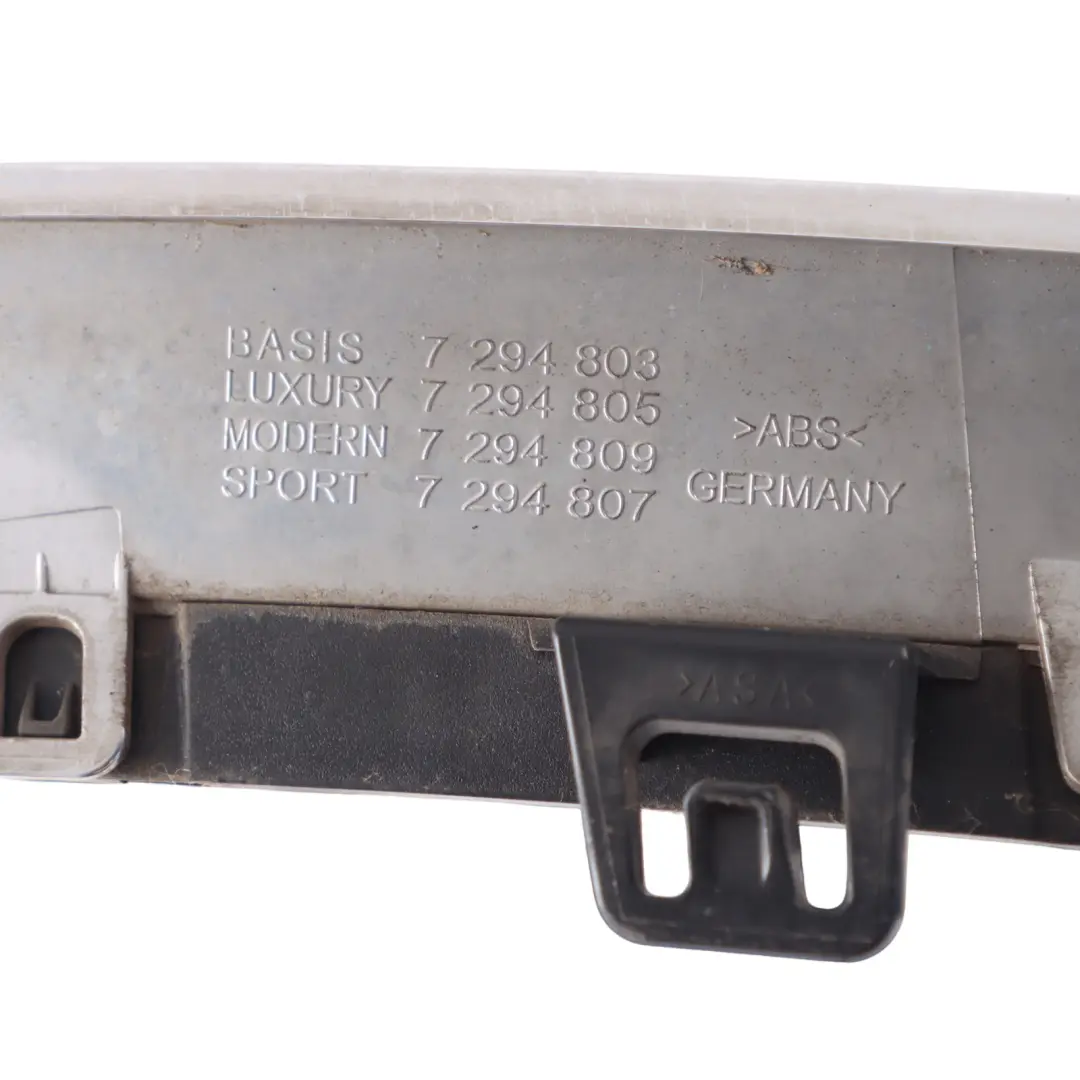 BASIS 7 294 803
LUXURY 7 294 805
MODERN 7 294 809
SPORT 7 294 807
>ABS<
GERMANY
>ASA<